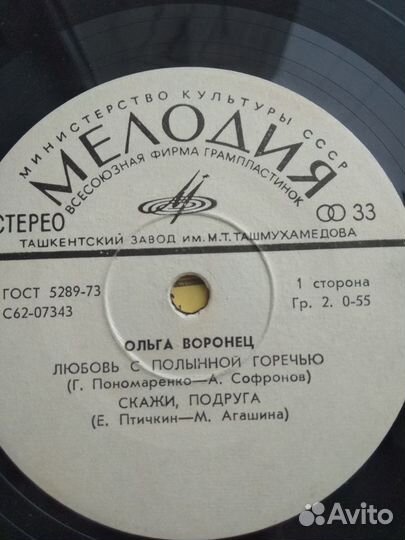 МИНИСТЕРСТВО КУЛЬТУРЫ СССР
МЕЛОДИЯ
ВСЕСОЮЗНАЯ ФИРМА ГРАМПЛАСТИНОК
СТЕРЕО
33
ТАШКЕНТСКИЙ ЗАВОД ИМ. М.Т. ТАШМУХАМЕДОВА
ГОСТ 5289-73
1 сторона
С62-07343
Гр. 2. 0-55
ОЛЬГА ВОРОНЕЦ
ЛЮБОВЬ С ПОЛЫННОЙ ГОРЕЧЬЮ
(Г. Пономаренко—А. Софронов)
СКАЖИ, ПОДРУГА
(Е. Птичкин—М. Агашина)
Avito